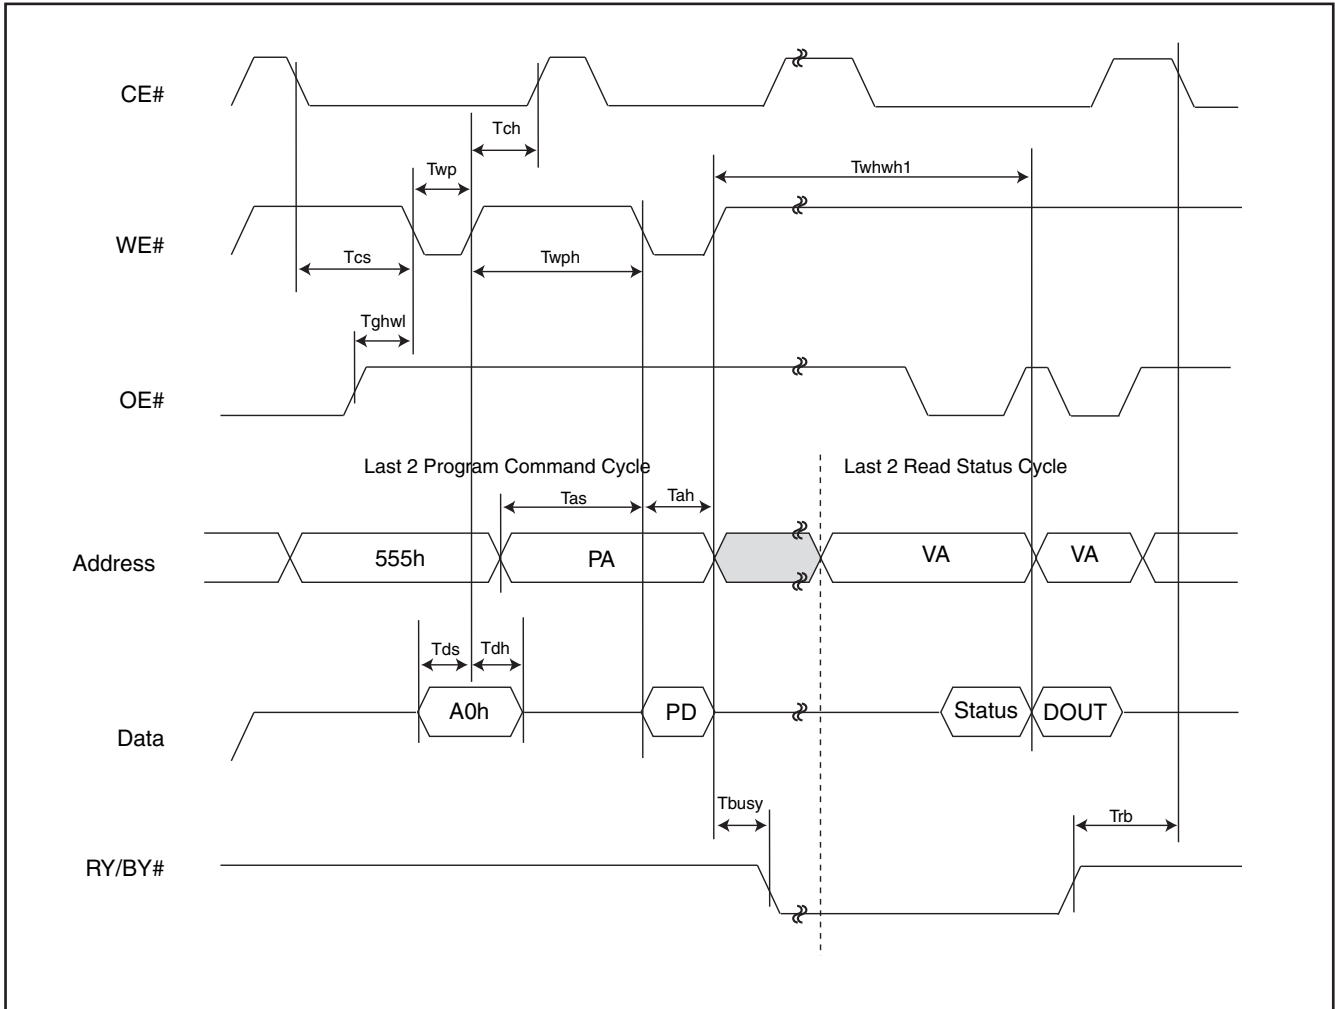 CE#
Tch
Twp
Twhwh1
WE#
Tcs
Twph
Tghwl
OE#
Last 2 Program Command Cycle
Last 2 Read Status Cycle
Tas
Tah
Address
555h
PA
VA
VA
Tds
Tdh
Data
A0h
PD
Status
DOUT
Tbusy
Trb
RY/BY#